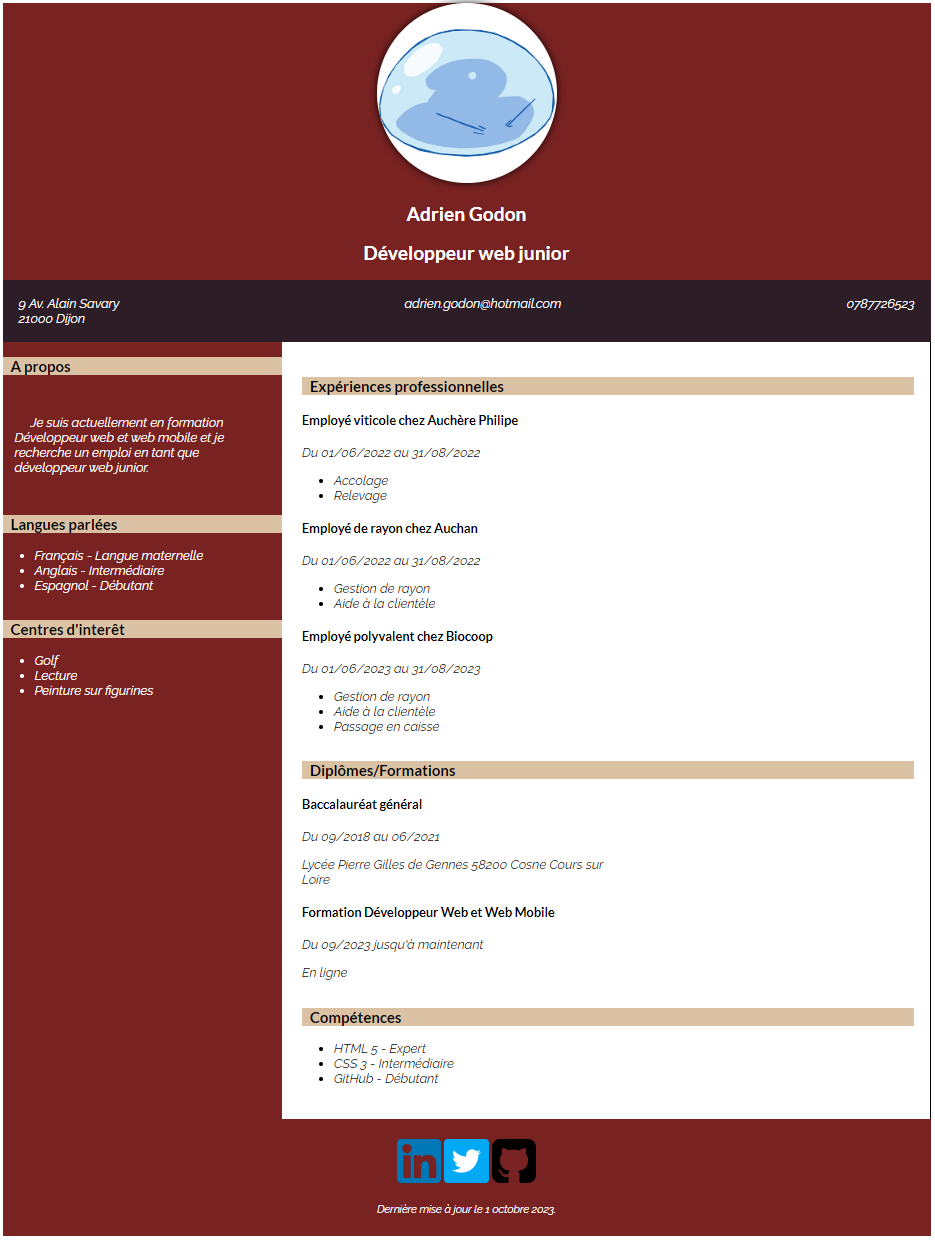 Adrien Godon
Développeur web junior
9 Av. Alain Savary
21000 Dijon
adrien.godon@hotmail.com
0787726523
A propos
Je suis actuellement en formation
Développeur web et web mobile et je
recherche un emploi en tant que
développeur web junior.
Langues parlées
Français - Langue maternelle
Anglais - Intermédiaire
Espagnol - Débutant
Centres d'interêt
Golf
Lecture
Peinture sur figurines
Expériences professionnelles
Employé viticole chez Auchère Philipe
Du 01/06/2022 au 31/08/2022
Accolage
Relevage
Employé de rayon chez Auchan
Du 01/06/2022 au 31/08/2022
Gestion de rayon
Aide à la clientèle
Employé polyvalent chez Biocoop
Du 01/06/2023 au 31/08/2023
Gestion de rayon
Aide à la clientèle
Passage en caisse
Diplômes/Formations
Baccalauréat général
Du 09/2018 au 06/2021
Lycée Pierre Gilles de Gennes 58200 Cosne Cours sur
Loire
Formation Développeur Web et Web Mobile
Du 09/2023 jusqu'à maintenant
En ligne
Compétences
HTML 5 - Expert
CSS 3 - Intermédiaire
GitHub - Débutant
in
Dernière mise à jour le 1 octobre 2023.